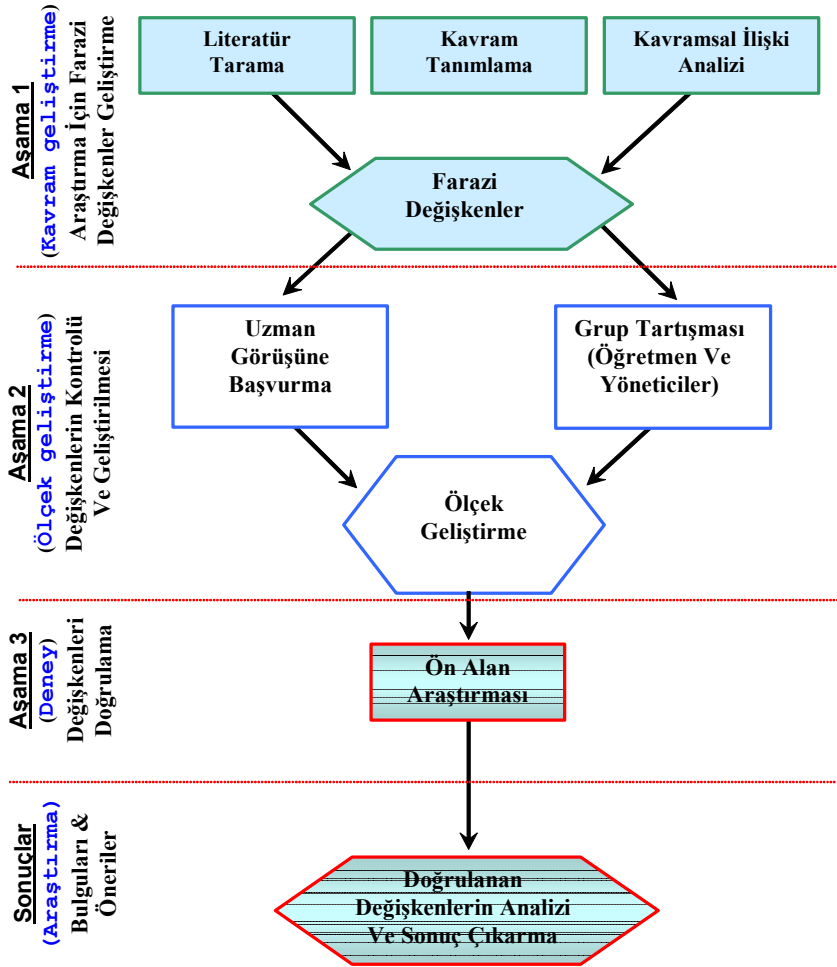 Aşama 1
(Kavram geliştirme)
Araştırma İçin Farazi
Değişkenler Geliştirme
Literatür
Tarama
Kavram
Tanımlama
Kavramsal İlişki
Analizi
Farazi
Değişkenler
Aşama 2
(Ölçek geliştirme)
Değişkenlerin Kontrolü
Ve Geliştirilmesi
Uzman
Görüşüne
Başvurma
Grup Tartışması
(Öğretmen Ve
Yöneticiler)
Ölçek
Geliştirme
Aşama 3
(Deney)
Değişkenleri
Doğrulama
Ön Alan
Araştırması
Sonuçlar
(Araştırma)
Bulguları &
Öneriler
Doğrulanan
Değişkenlerin Analizi
Ve Sonuç Çıkarma